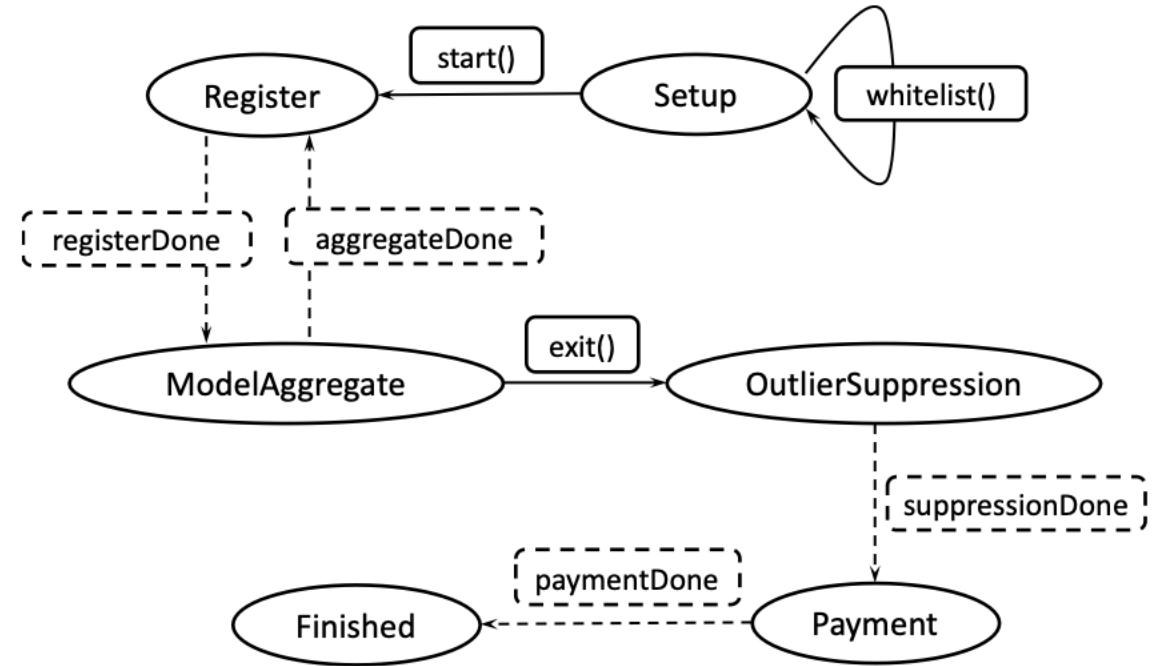 start()
Register
Setup
whitelist()
registerDone
aggregateDone
exit()
ModelAggregate
OutlierSuppression
suppressionDone
paymentDone
Finished
Payment